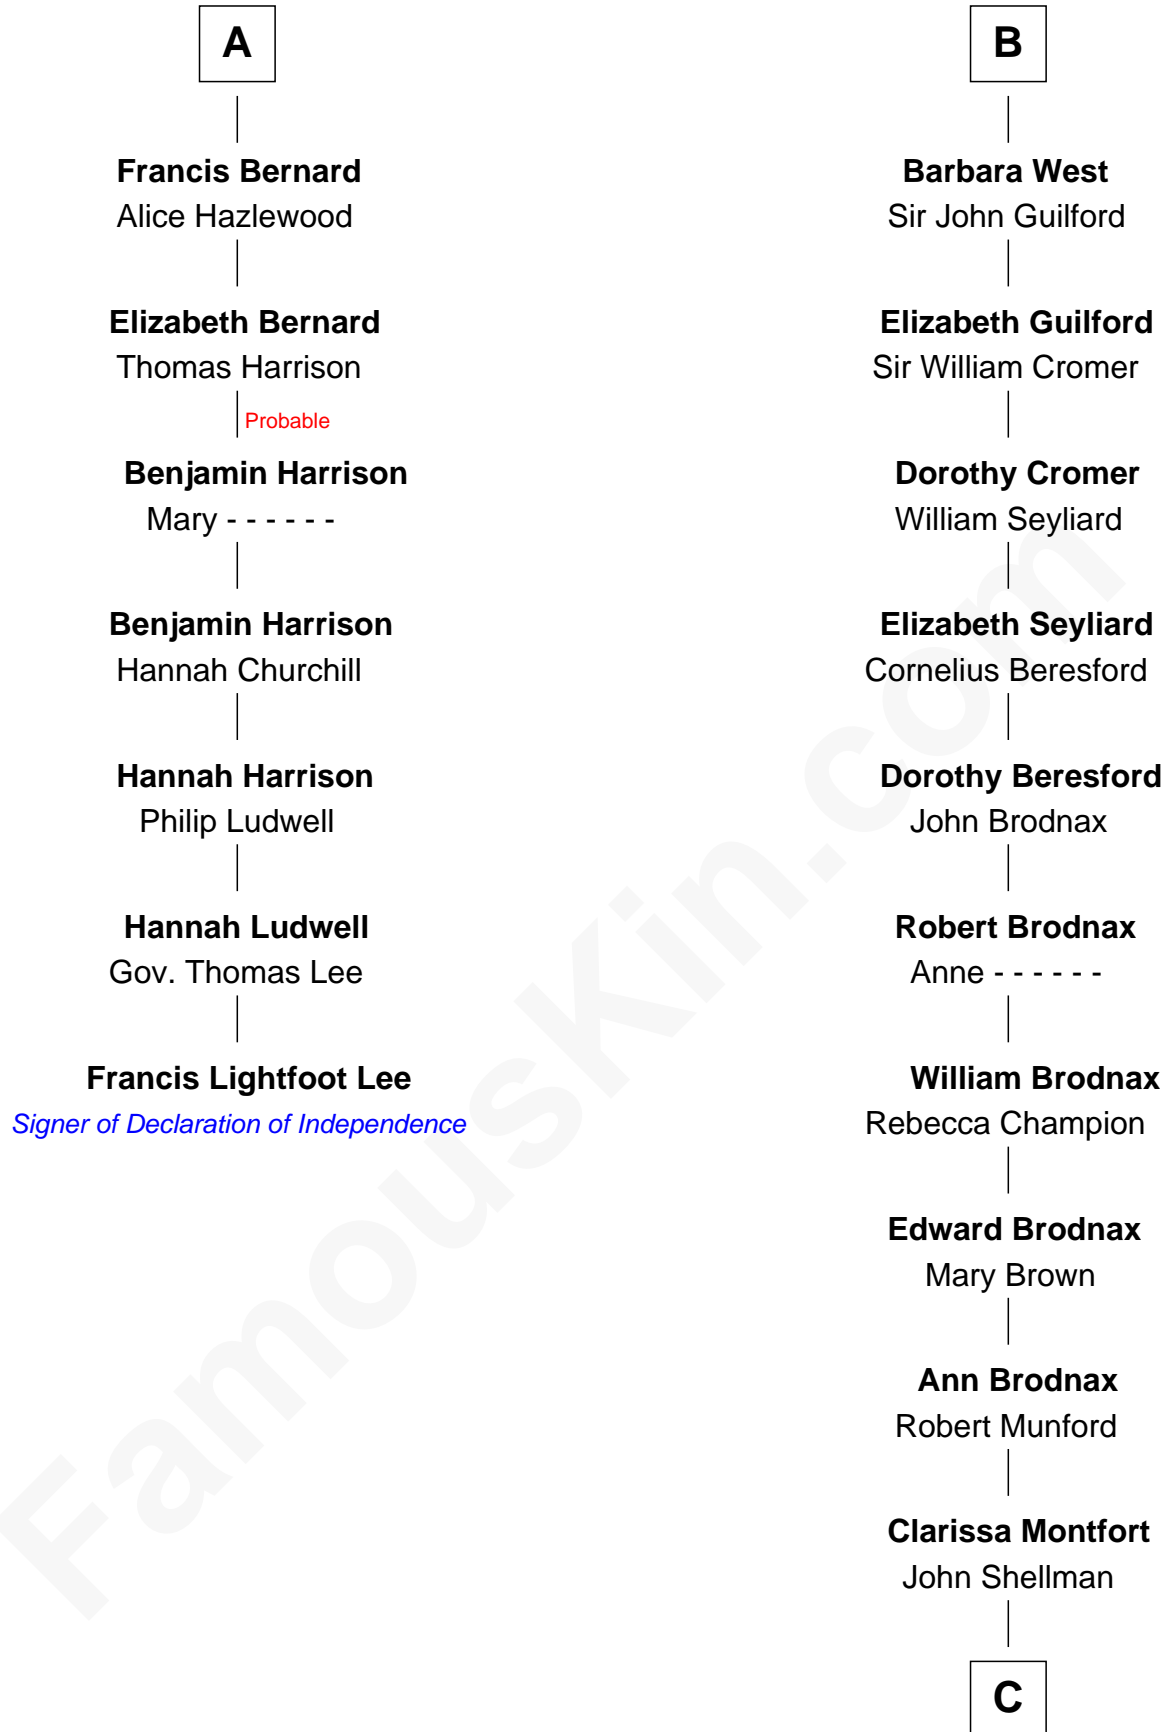 A
Francis Bernard
Alice Hazlewood
Elizabeth Bernard
Thomas Harrison
Probable
Benjamin Harrison
Mary - - - - - -
Benjamin Harrison
Hannah Churchill
Hannah Harrison
Philip Ludwell
Hannah Ludwell
Gov. Thomas Lee
Francis Lightfoot Lee
Signer of Declaration of Independence
B
Barbara West
Sir John Guilford
Elizabeth Guilford
Sir William Cromer
Dorothy Cromer
William Seyliard
Elizabeth Seyliard
Cornelius Beresford
Dorothy Beresford
John Brodnax
Robert Brodnax
Anne - - - - - -
William Brodnax
Rebecca Champion
Edward Brodnax
Mary Brown
Ann Brodnax
Robert Munford
Clarissa Montfort
John Shellman
C
FamousKin.com